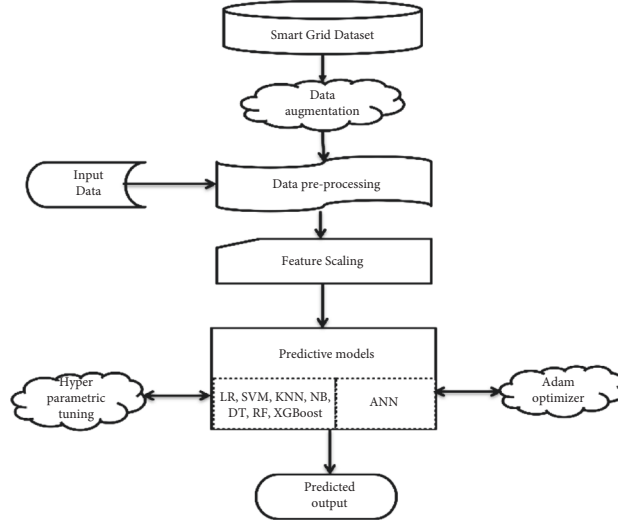 Smart Grid Dataset
Data
augmentation
Input
Data
Data pre-processing
Feature Scaling
Predictive models
Hyper
parametric
tuning
LR, SVM, KNN, NB,
DT, RF, XGBoost
ANN
Adam
optimizer
Predicted
output